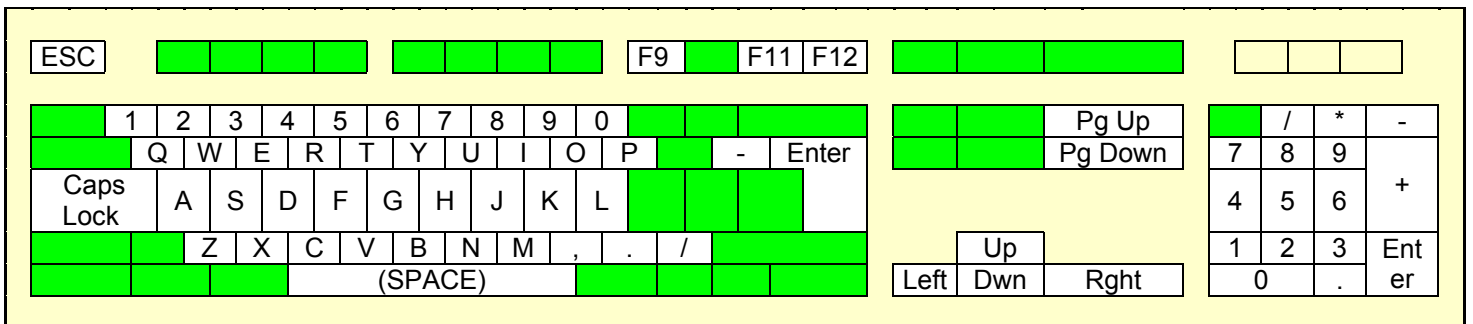 ESC F9 F11 F12
1 2 3 4 5 6 7 8 9 0 Pg Up / * -
Q W E R T Y U I O P - Enter Pg Down 7 8 9 +
Caps Lock A S D F G H J K L 4 5 6
Z X C V B N M , . / Up 1 2 3 Ent er
(SPACE) Left Dwn Rght 0 .